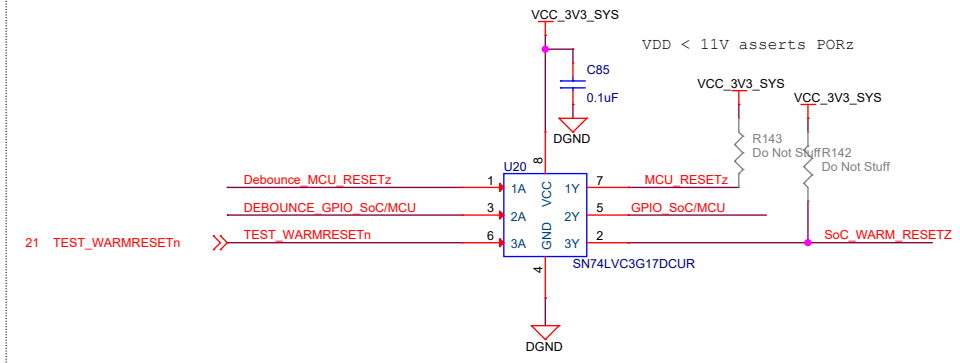 VCC_3V3_SYS
VDD < 11V asserts PORz
C85
0.1uF
DGND
VCC_3V3_SYS
VCC_3V3_SYS
R143
Do Not Stuff
R142
Do Not Stuff
U20
8
Debounce_MCU_RESETz
1
1A
VCC
1Y
7
MCU_RESETz
DEBOUNCE_GPIO_SoC/MCU
3
2A
2Y
5
GPIO_SoC/MCU
21 TEST_WARMRESETn
TEST_WARMRESETn
6
3A
GND
3Y
2
SoC_WARM_RESETZ
4
SN74LVC3G17DCUR
DGND